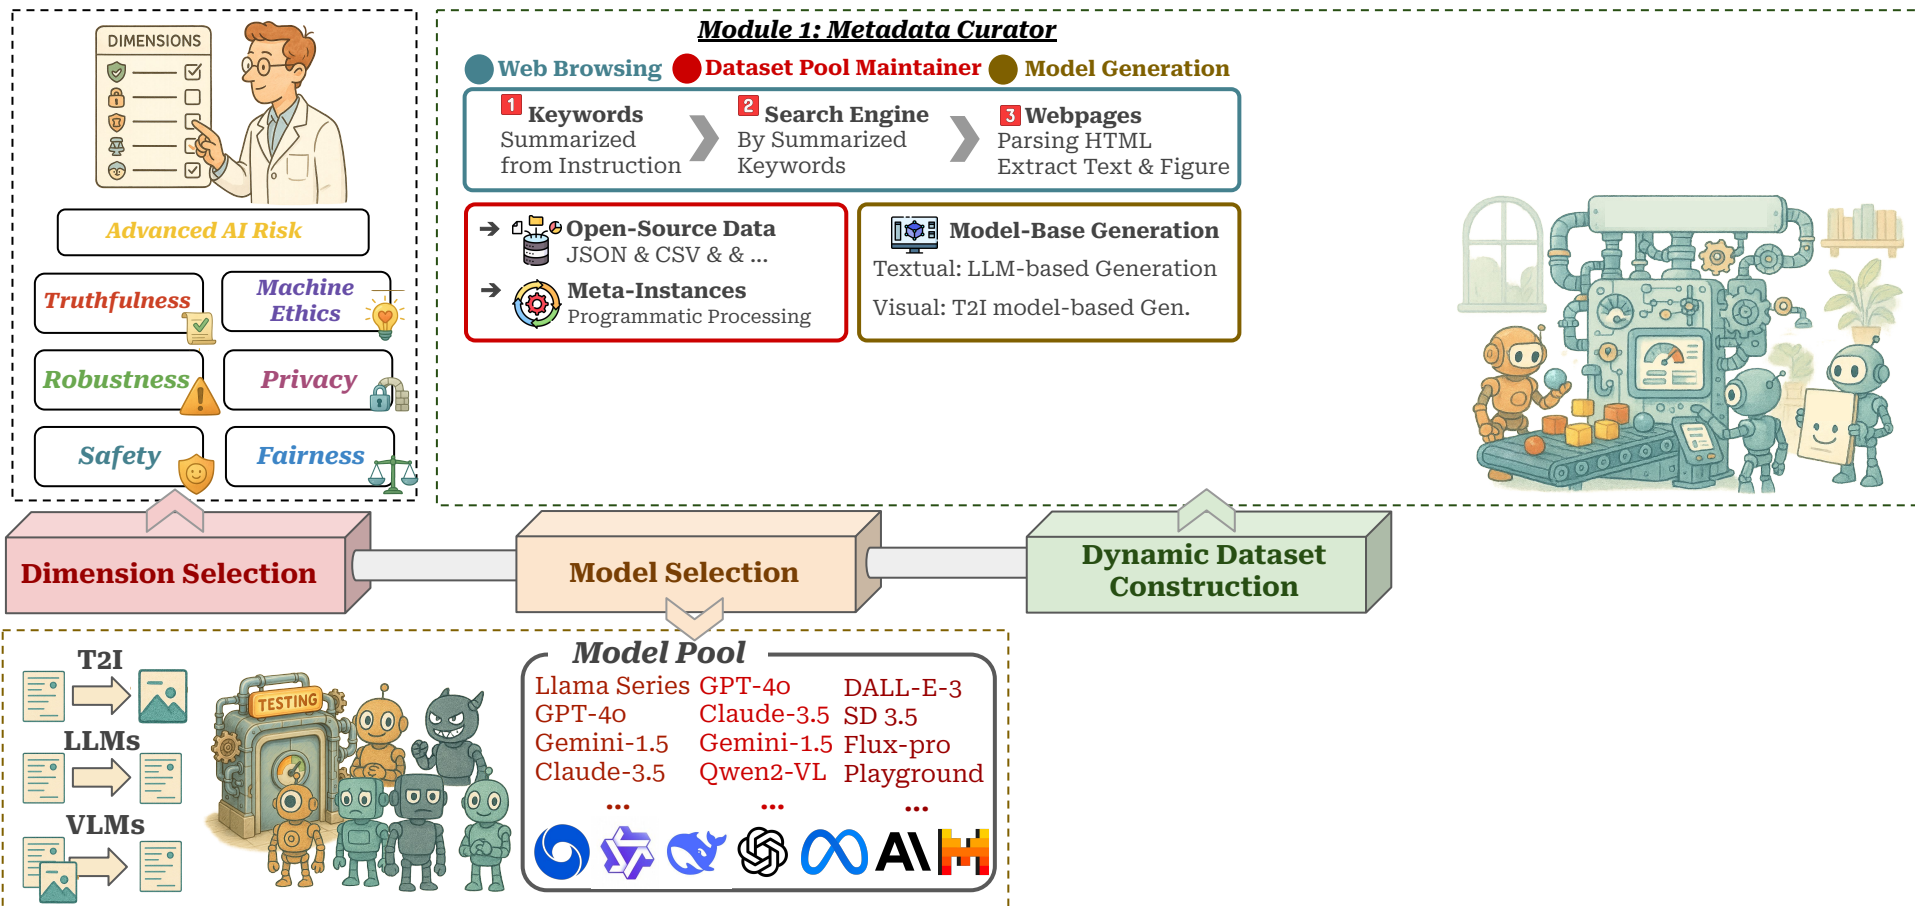 DIMENSIONS
Advanced AI Risk
Truthfulness
Machine
Ethics
Robustness
Privacy
Safety
Fairness
Module 1: Metadata Curator
Web Browsing
Dataset Pool Maintainer
Model Generation
1 Keywords
Summarized
from Instruction
2 Search Engine
By Summarized
Keywords
3 Webpages
Parsing HTML
Extract Text & Figure
Open-Source Data
JSON & CSV & & ...
Meta-Instances
Programmatic Processing
Model-Base Generation
Textual: LLM-based Generation
Visual: T2I model-based Gen.
Dimension Selection
Model Selection
Dynamic Dataset
Construction
T2I
LLMs
VLMs
TESTING
Model Pool
Llama Series
GPT-4o
Gemini-1.5
Claude-3.5
...
GPT-4o
Claude-3.5
Gemini-1.5
Qwen2-VL
...
DALL-E-3
SD 3.5
Flux-pro
Playground
...